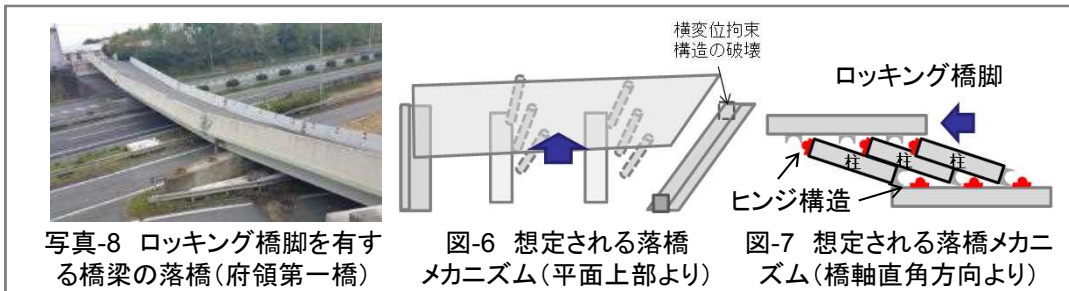 横変位拘束
構造の破壊
ロッキング橋脚
柱 柱 柱
ヒンジ構造
写真-8 ロッキング橋脚を有す
る橋梁の落橋(府領第一橋)
図-6 想定される落橋
メカニズム(平面上部より)
図-7 想定される落橋メカニ
ズム(橋軸直角方向より)